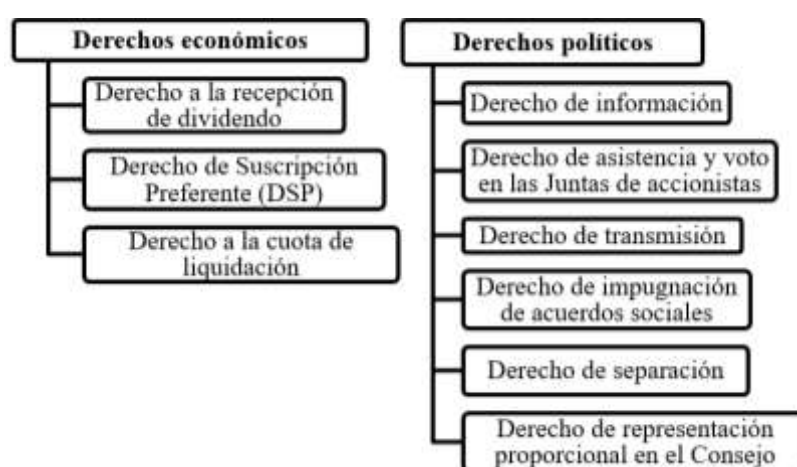 Derechos económicos
Derecho a la recepción
de dividendo
Derecho de Suscripción
Preferente (DSP)
Derecho a la cuota de
liquidación
Derechos políticos
Derecho de información
Derecho de asistencia y voto
en las Juntas de accionistas
Derecho de transmisión
Derecho de impugnación
de acuerdos sociales
Derecho de separación
Derecho de representación
proporcional en el Consejo